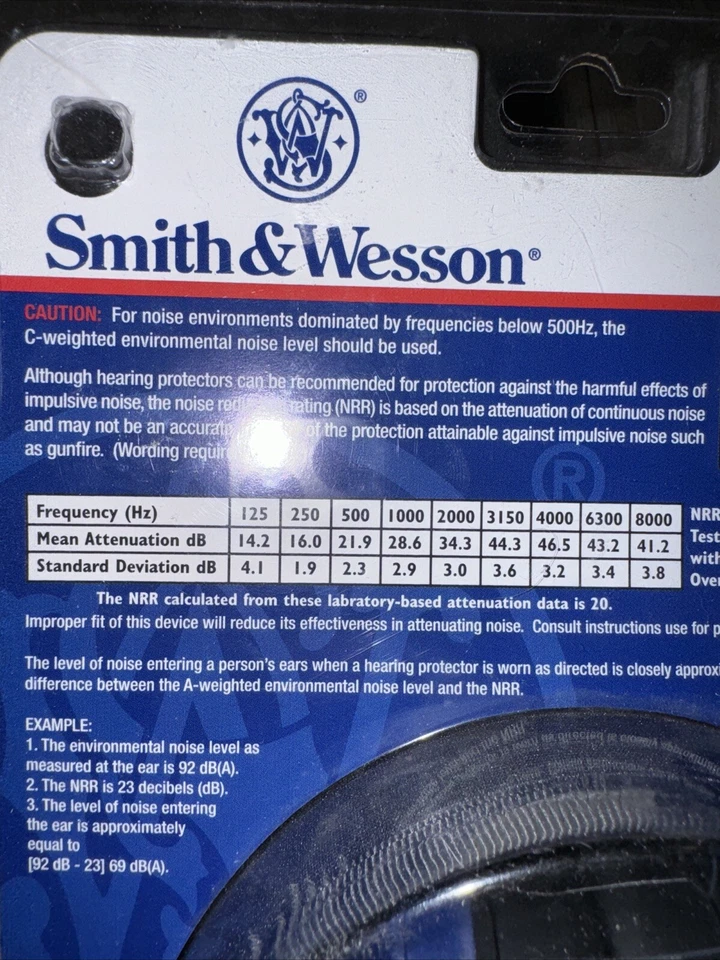 ®
Smith & Wesson®
CAUTION: For noise environments dominated by frequencies below 500Hz, the
C-weighted environmental noise level should be used.
Although hearing protectors can be recommended for protection against the harmful effects of
impulsive noise, the noise rating (NRR) is based on the attenuation of continuous noise
and may not be an of the protection attainable against impulsive noise such
as gunfire. (Wording
®
Frequency (Hz) 125 250 500 1000 2000 3150 4000 6300 8000 NRR
Mean Attenuation dB 14.2 16.0 21.9 28.6 34.3 44.3 46.5 43.2 41.2 Test
Standard Deviation dB 4.1 1.9 2.3 2.9 3.0 3.6 3.2 3.4 3.8 with
Over
The NRR calculated from these labratory-based attenuation data is 20.
Improper fit of this device will reduce its effectiveness in attenuating noise. Consult instructions use for p
The level of noise entering a person's ears when a hearing protector is worn as directed is closely approxi
difference between the A-weighted environmental noise level and the NRR.
EXAMPLE:
1. The environmental noise level as
measured at the ear is 92 dB(A).
2. The NRR is 23 decibels (dB).
3. The level of noise entering
the ear is approximately
equal to
[92 dB - 23] 69 dB(A).